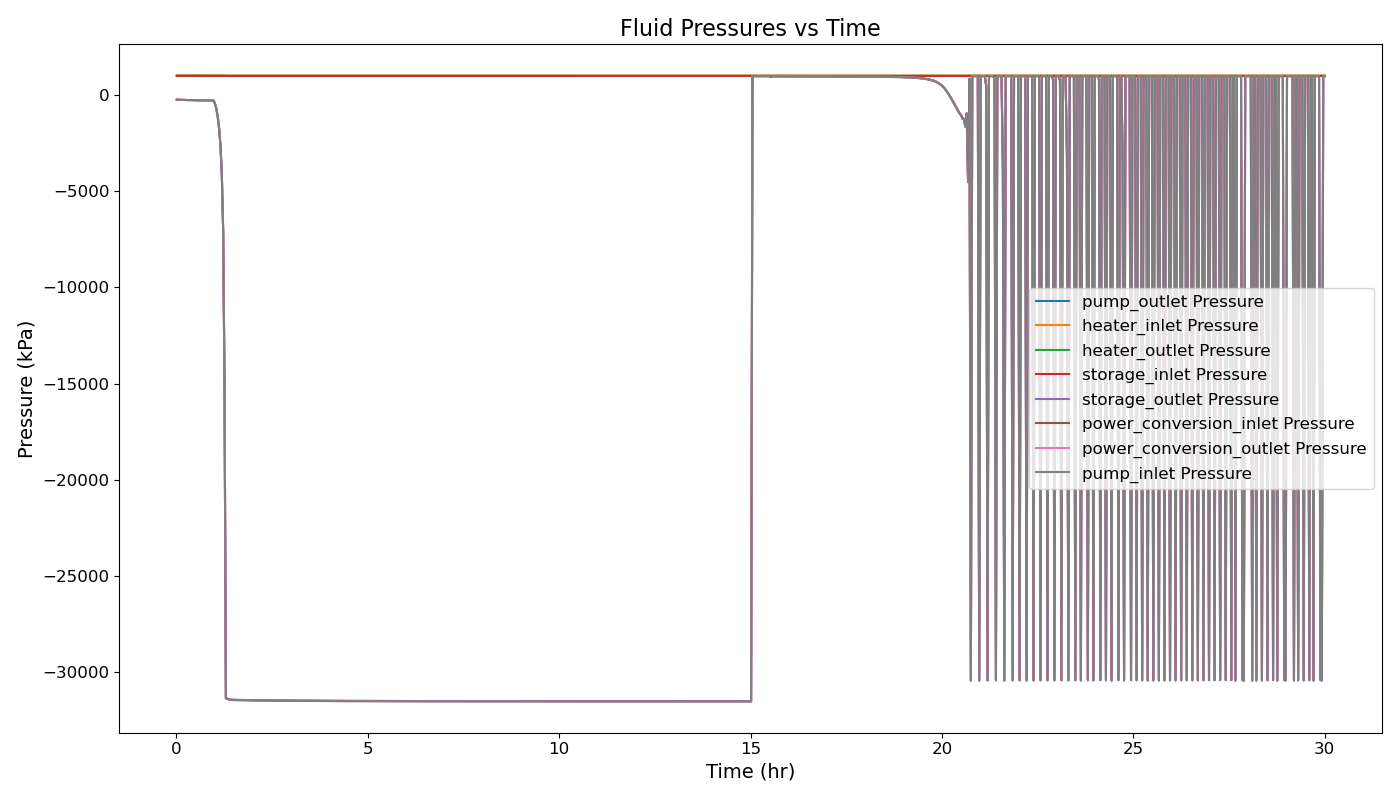 Fluid Pressures vs Time
Pressure (kPa)
0
−5000
−10000
−15000
−20000
−25000
−30000
pump_outlet Pressure
heater_inlet Pressure
heater_outlet Pressure
storage_inlet Pressure
storage_outlet Pressure
power_conversion_inlet Pressure
power_conversion_outlet Pressure
pump_inlet Pressure
0 5 10 15 20 25 30
Time (hr)